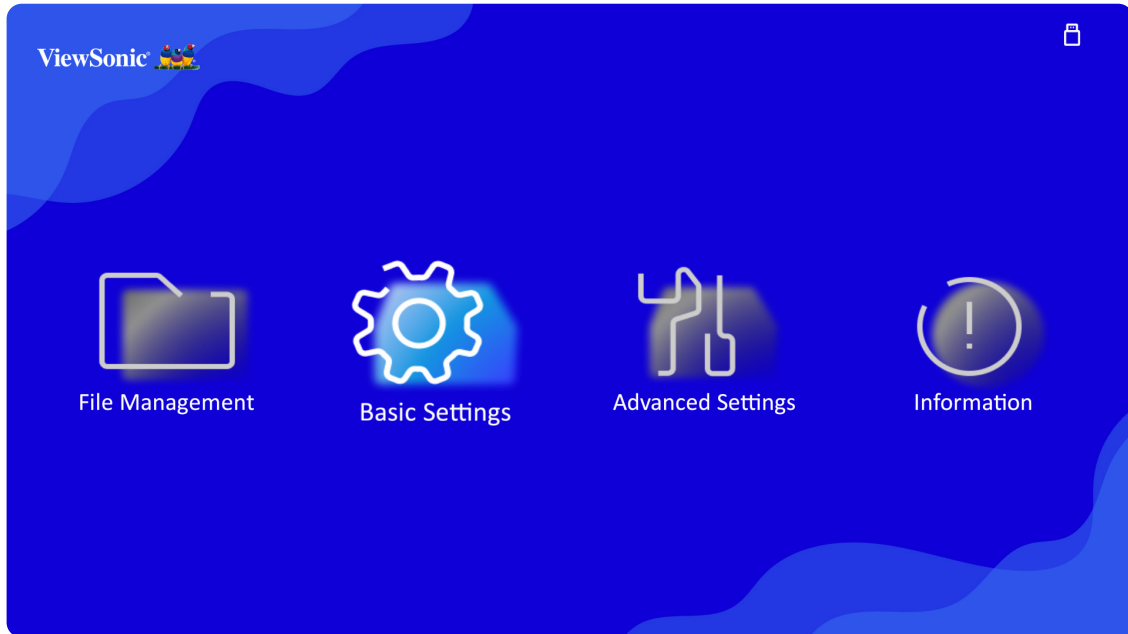 ViewSonic®
File Management
Basic Settings
Advanced Settings
Information